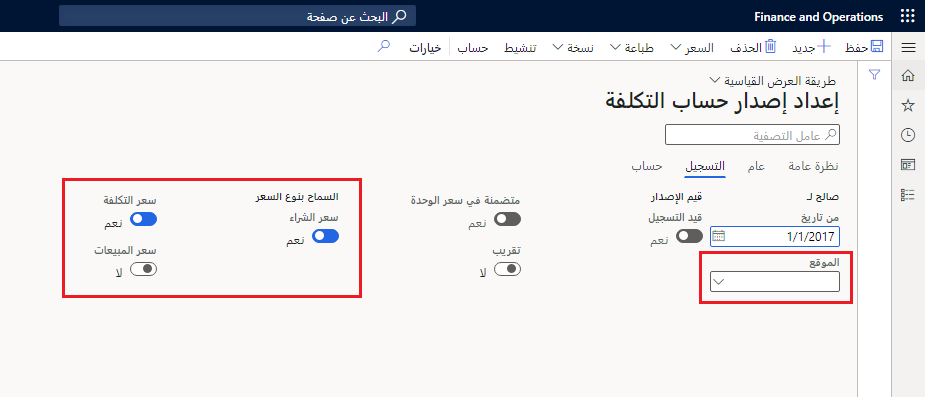 Finance and Operations
البحث عن صفحة
حفظ
جديد
الحذف
السعر
طباعة
نسخة
تنشيط
حساب
خيارات
طريقة العرض القياسية
إعداد إصدار حساب التكلفة
عامل التصفية
نظرة عامة
عام
التسجيل
حساب
صالح لـ
من تاريخ
1/1/2017
الموقع
قيم الإصدار
قيد التسجيل
نعم
متضمنة في سعر الوحدة
نعم
تقريب
لا
السماح بنوع السعر
سعر الشراء
نعم
سعر التكلفة
نعم
سعر المبيعات
لا